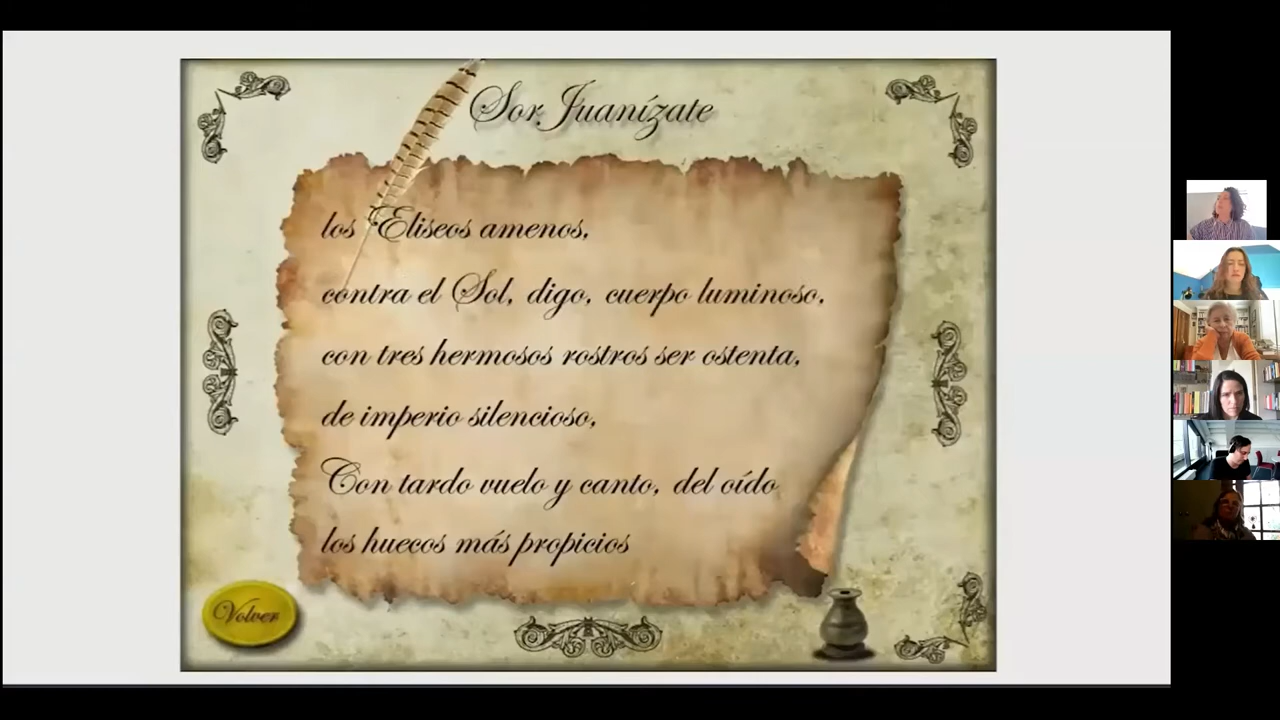 Sor Juanízate
los Eliseos amenos,
contra el Sol, digo, cuerpo luminoso,
con tres hermosos rostros ser ostenta,
de imperio silencioso,
Con tardo vuelo y canto, del oído
los huecos más propicios
Volver